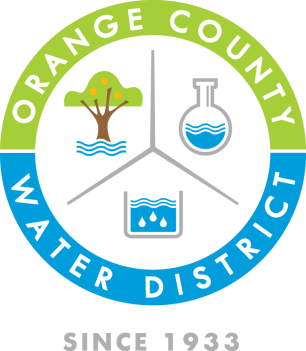 ORANGE COUNTY
WATER DISTRICT
SINCE 1933